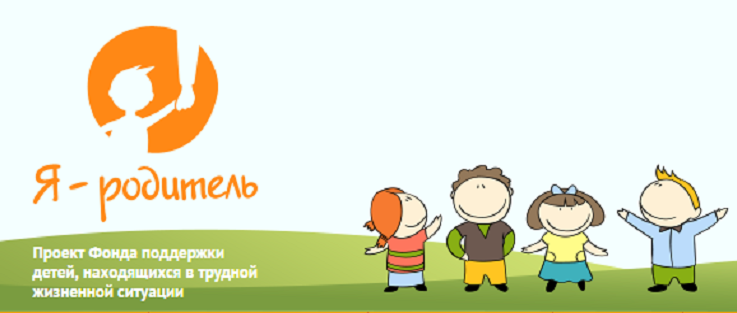 Я - родитель
Проект Фонда поддержки
детей, находящихся в трудной
жизненной ситуации